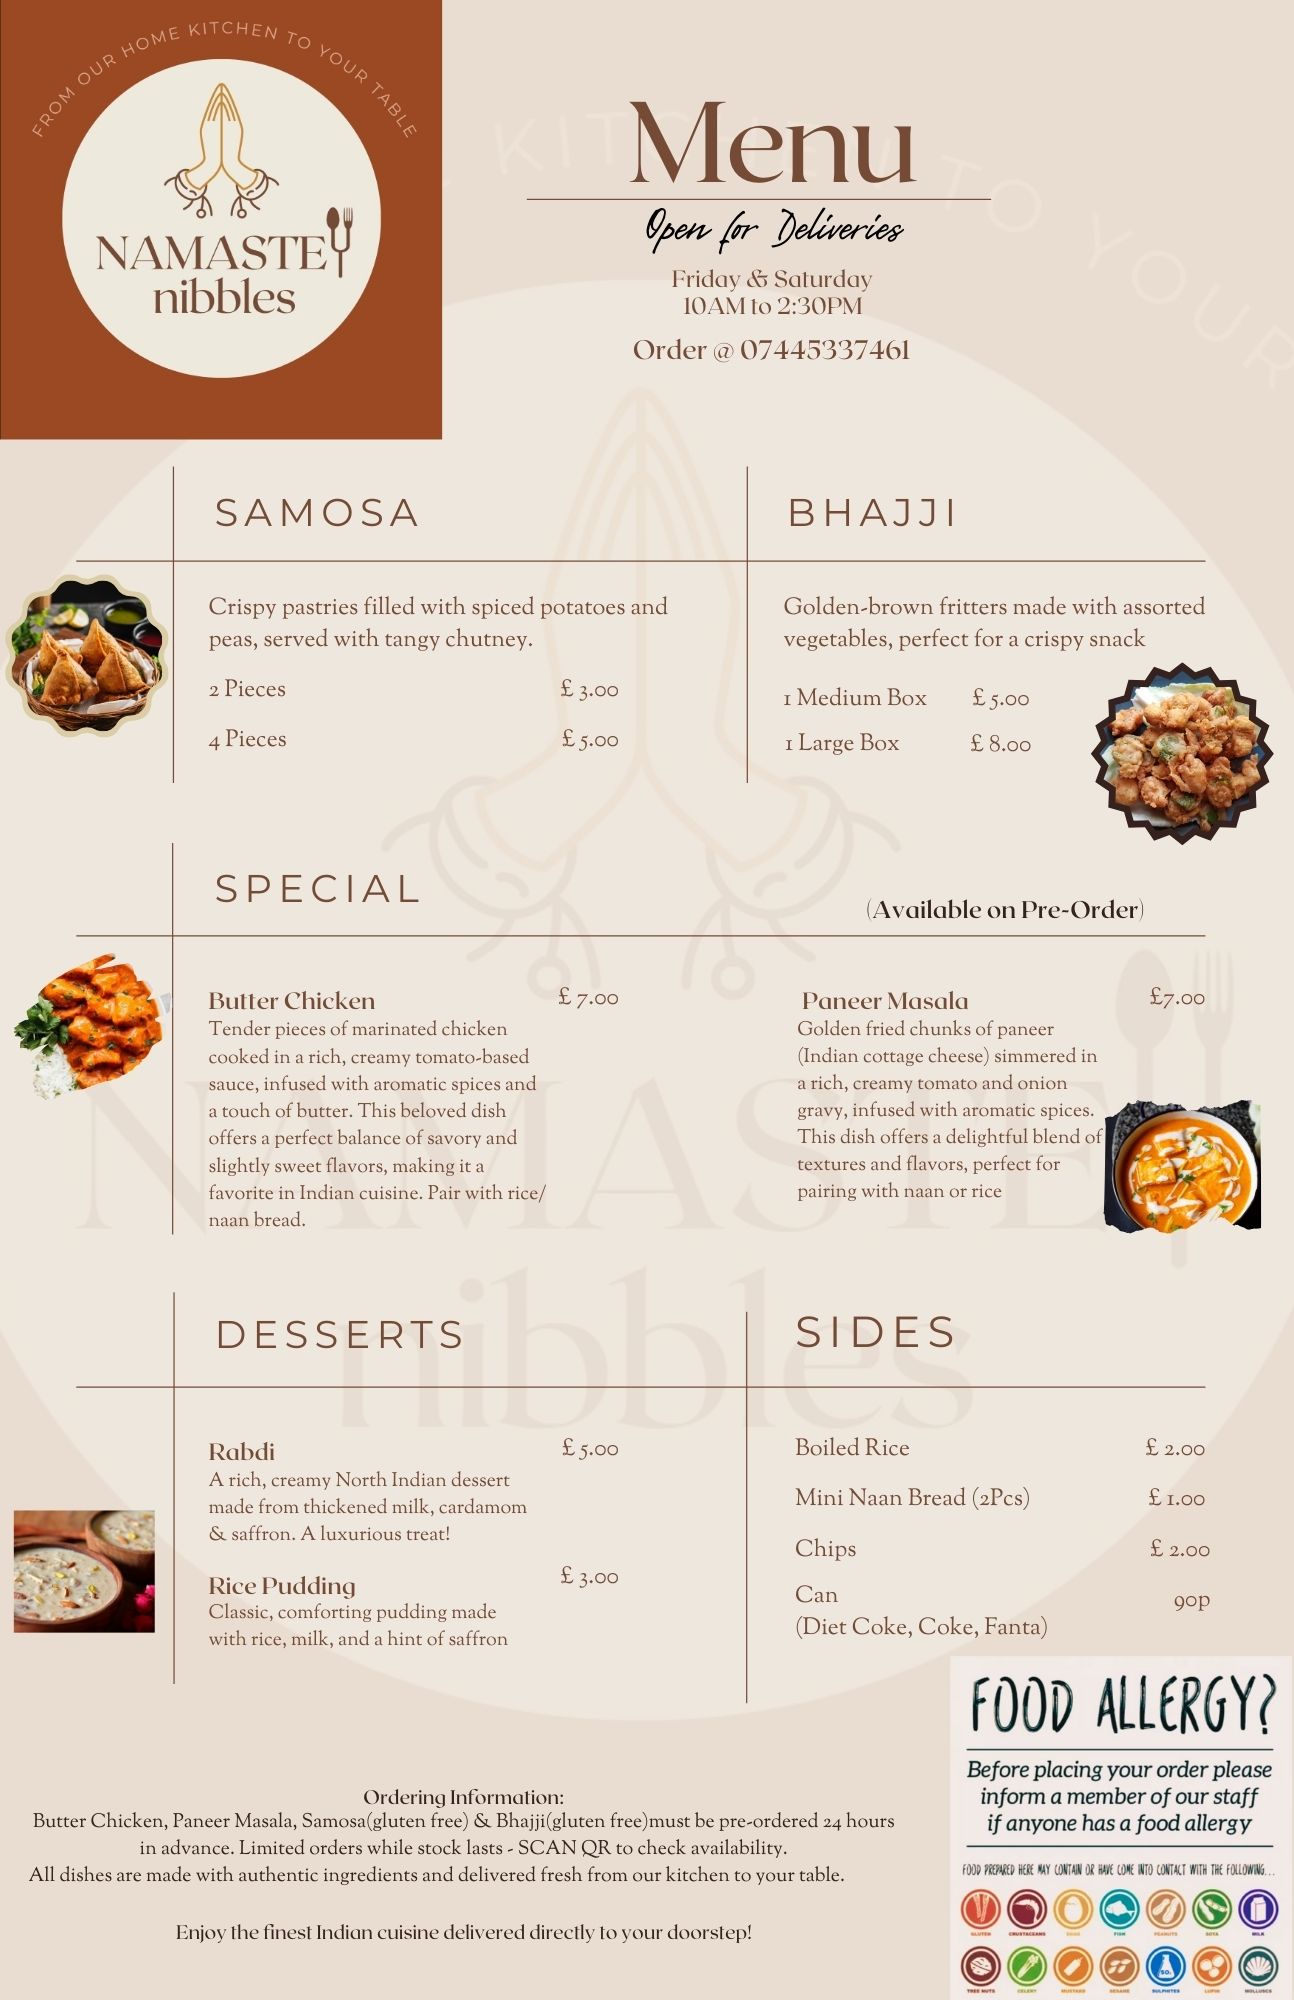 FROM OUR HOME KITCHEN TO YOUR TABLE
NAMASTE
nibbles
Menu
Open for Deliveries
Friday & Saturday
10AM to 2:30PM
Order @ 07445337461
SAMOSA
Crispy pastries filled with spiced potatoes and
peas, served with tangy chutney.
2 Pieces £ 3.00
4 Pieces £ 5.00
BHAJJI
Golden-brown fritters made with assorted
vegetables, perfect for a crispy snack
1 Medium Box £ 5.00
1 Large Box £ 8.00
SPECIAL
(Available on Pre-Order)
Butter Chicken £ 7.00
Tender pieces of marinated chicken
cooked in a rich, creamy tomato-based
sauce, infused with aromatic spices and
a touch of butter. This beloved dish
offers a perfect balance of savory and
slightly sweet flavors, making it a
favorite in Indian cuisine. Pair with rice/
naan bread.
Paneer Masala £7.00
Golden fried chunks of paneer
(Indian cottage cheese) simmered in
a rich, creamy tomato and onion
gravy, infused with aromatic spices.
This dish offers a delightful blend of
textures and flavors, perfect for
pairing with naan or rice
DESSERTS
Rabdi £ 5.00
A rich, creamy North Indian dessert
made from thickened milk, cardamom
& saffron. A luxurious treat!
Rice Pudding £ 3.00
Classic, comforting pudding made
with rice, milk, and a hint of saffron
SIDES
Boiled Rice £ 2.00
Mini Naan Bread (2Pcs) £ 1.00
Chips £ 2.00
Can 90p
(Diet Coke, Coke, Fanta)
Ordering Information:
Butter Chicken, Paneer Masala, Samosa(gluten free) & Bhajji(gluten free)must be pre-ordered 24 hours
in advance. Limited orders while stock lasts - SCAN QR to check availability.
All dishes are made with authentic ingredients and delivered fresh from our kitchen to your table.
Enjoy the finest Indian cuisine delivered directly to your doorstep!
FOOD ALLERGY?
Before placing your order please
inform a member of our staff
if anyone has a food allergy
FOOD PREPARED HERE MAY CONTAIN OR HAVE COME INTO CONTACT WITH THE FOLLOWING...
GLUTEN CRUSTACEANS EGGS FISH PEANUTS SOYA MILK
TREE NUTS CELERY MUSTARD SESAME SULPHITES LUPIN MOLLUSCS